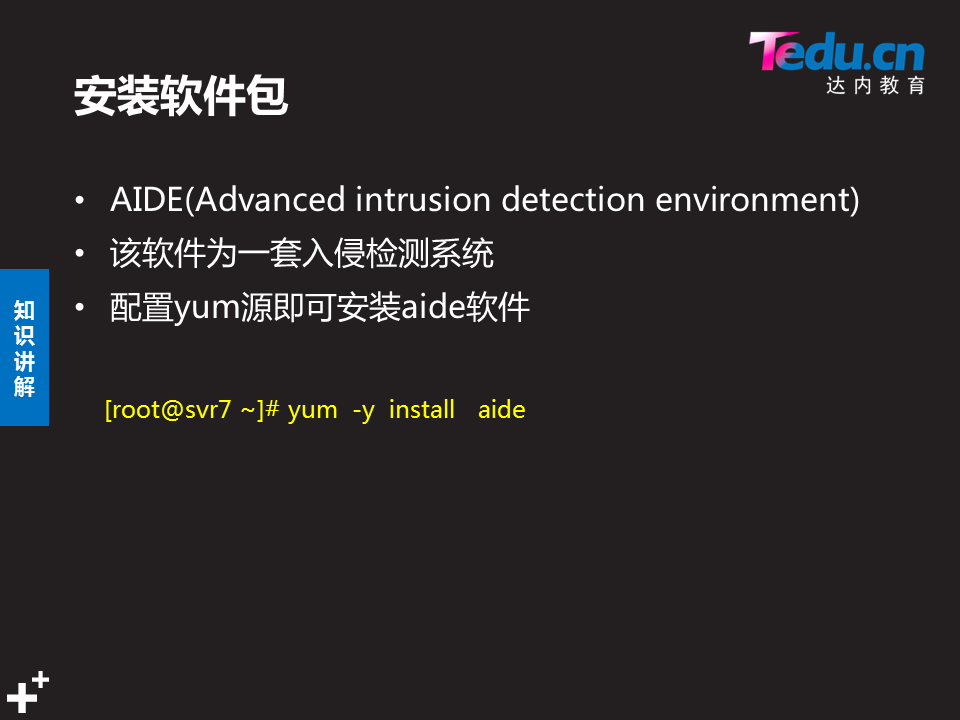 Tedu.cn
达内教育
安装软件包
• AIDE(Advanced intrusion detection environment)
• 该软件为一套入侵检测系统
• 配置yum源即可安装aide软件
知识讲解
[root@svr7 ~]# yum -y install aide